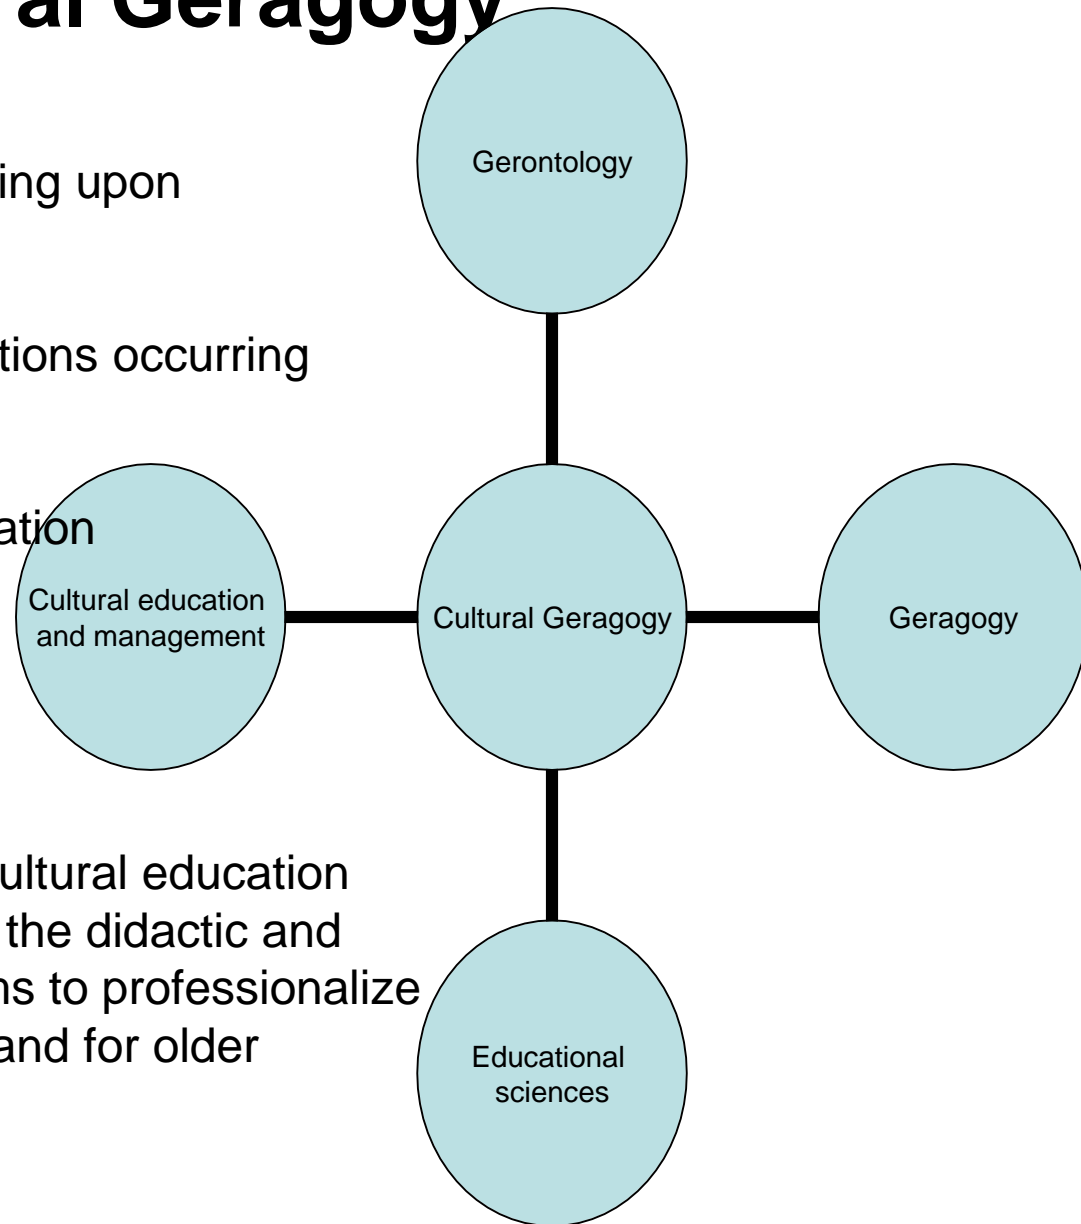 al Geragogy
Gerontology
ing upon
tions occurring
ation
Cultural education
and management
Cultural Geragogy
Geragogy
ultural education
the didactic and
ns to professionalize
and for older
Educational
sciences